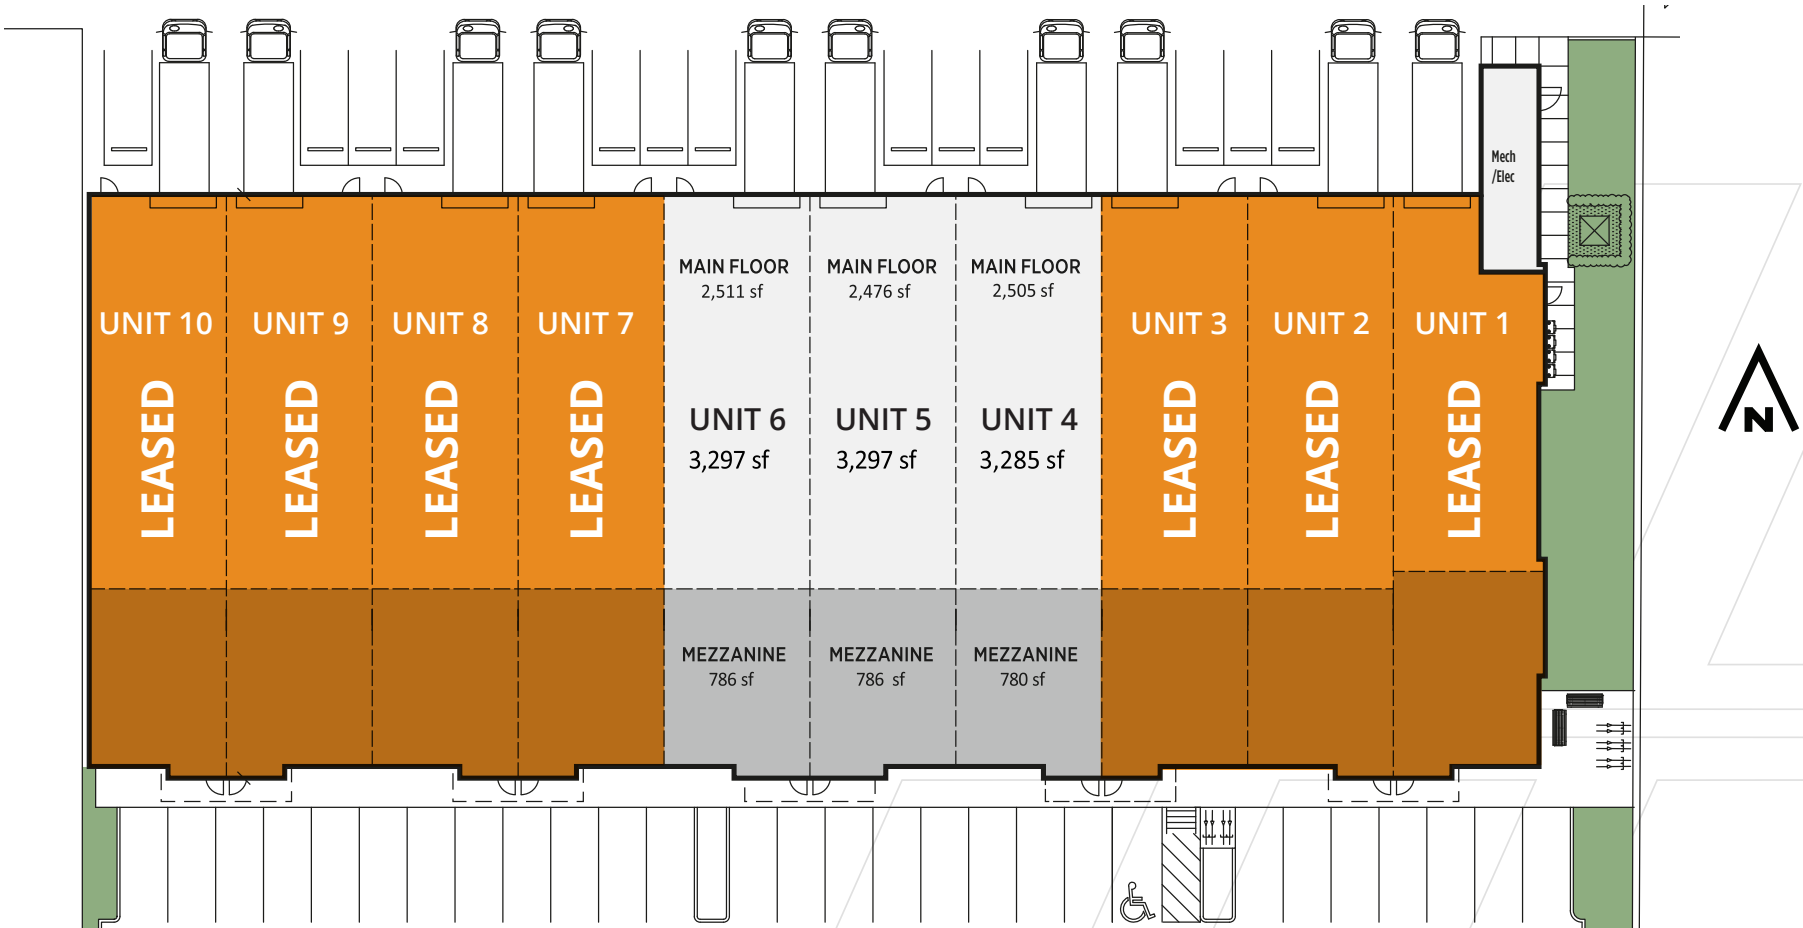 Mech
/Elec
MAIN FLOOR
2,511 sf
MAIN FLOOR
2,476 sf
MAIN FLOOR
2,505 sf
UNIT 10
UNIT 9
UNIT 8
UNIT 7
UNIT 3
UNIT 2
UNIT 1
LEASED
LEASED
LEASED
LEASED
UNIT 6
3,297 sf
UNIT 5
3,297 sf
UNIT 4
3,285 sf
LEASED
LEASED
LEASED
N
MEZZANINE
786 sf
MEZZANINE
786 sf
MEZZANINE
780 sf